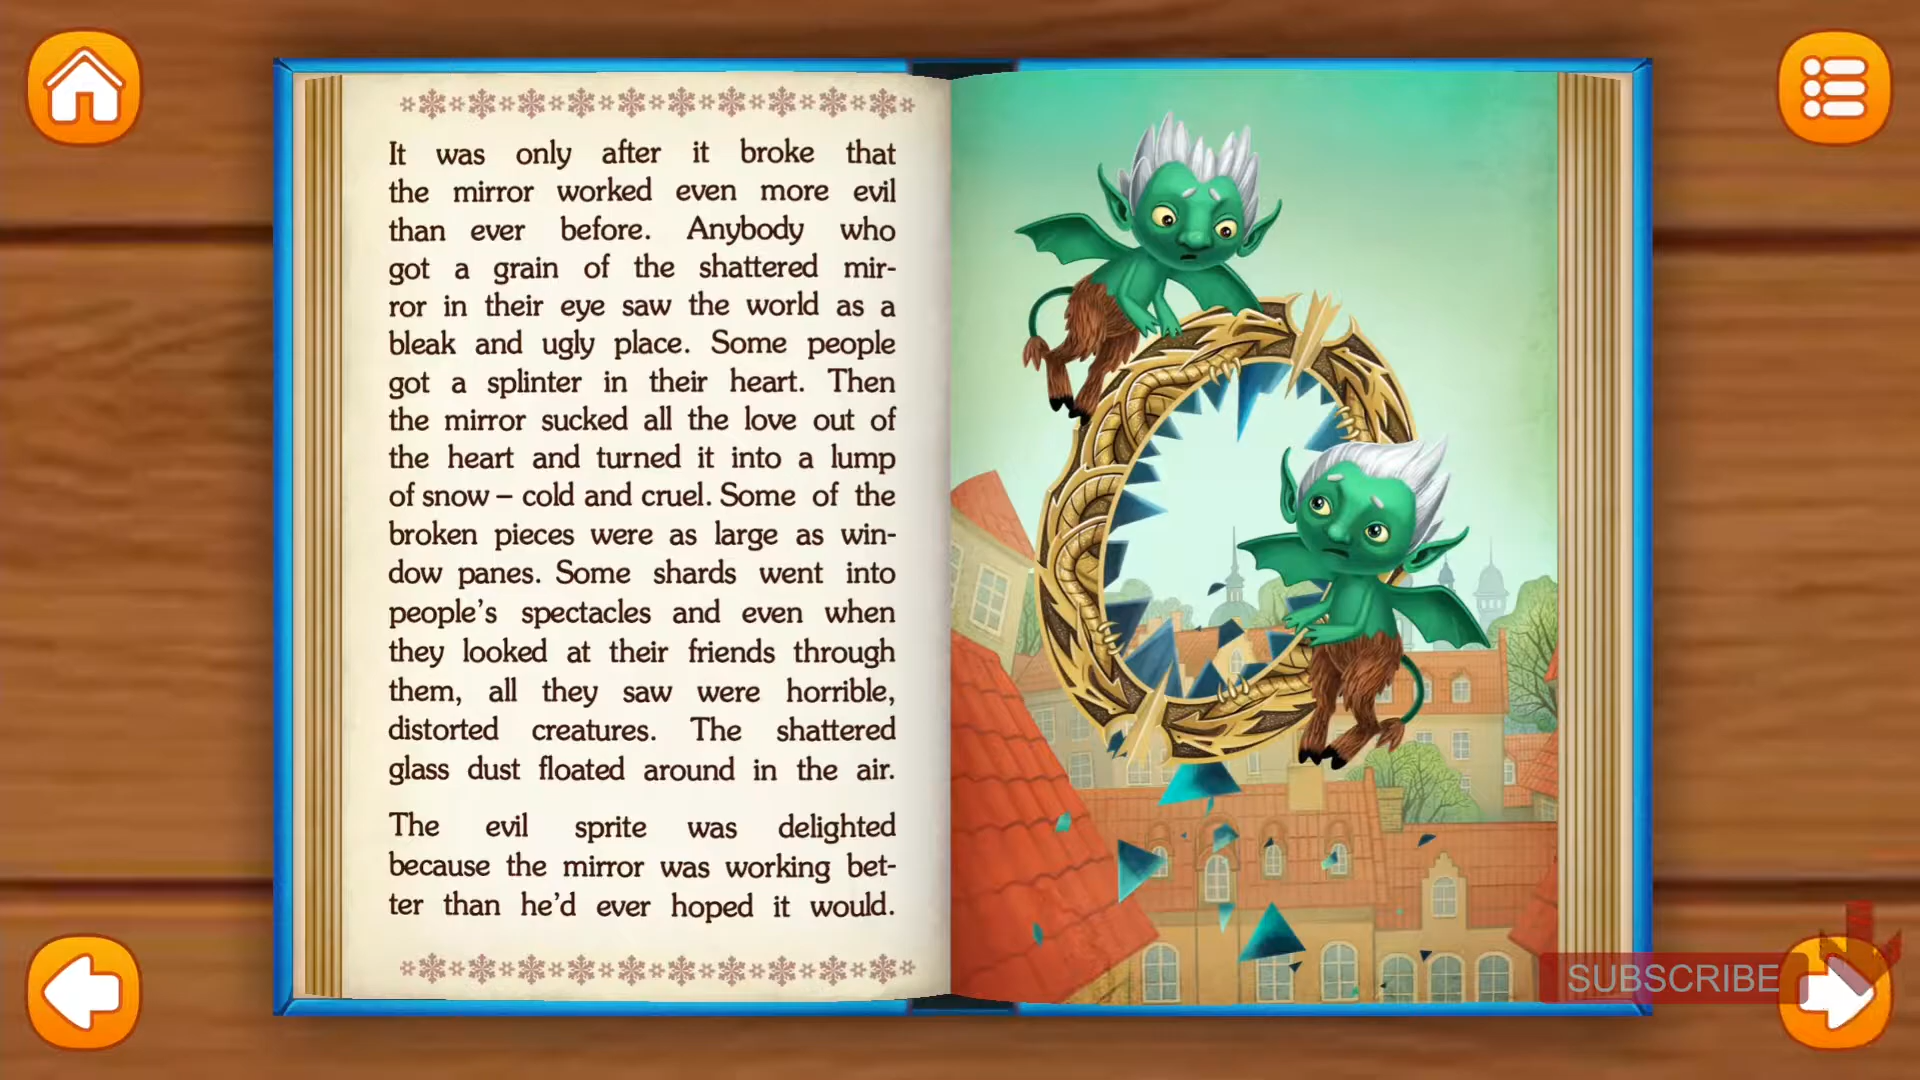 It was only after it broke that
the mirror worked even more evil
than ever before. Anybody who
got a grain of the shattered mir-
ror in their eye saw the world as a
bleak and ugly place. Some people
got a splinter in their heart. Then
the mirror sucked all the love out of
the heart and turned it into a lump
of snow – cold and cruel. Some of the
broken pieces were as large as win-
dow panes. Some shards went into
people's spectacles and even when
they looked at their friends through
them, all they saw were horrible,
distorted creatures. The shattered
glass dust floated around in the air.
The evil sprite was delighted
because the mirror was working bet-
ter than he'd ever hoped it would.
SUBSCRIBE